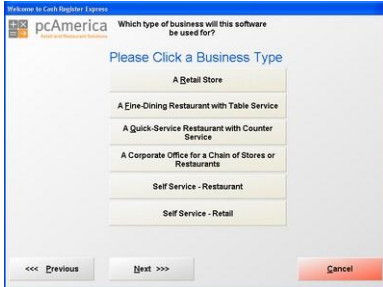 Welcome to Cash Register Express
pcAmerica
Retail and Restaurant Solutions
Which type of business will this software
be used for?
Please Click a Business Type
A Retail Store
A Fine-Dining Restaurant with Table Service
A Quick-Service Restaurant with Counter
Service
A Corporate Office for a Chain of Stores or
Restaurants
Self Service - Restaurant
Self Service - Retail
<<< Previous
Next >>>
Cancel